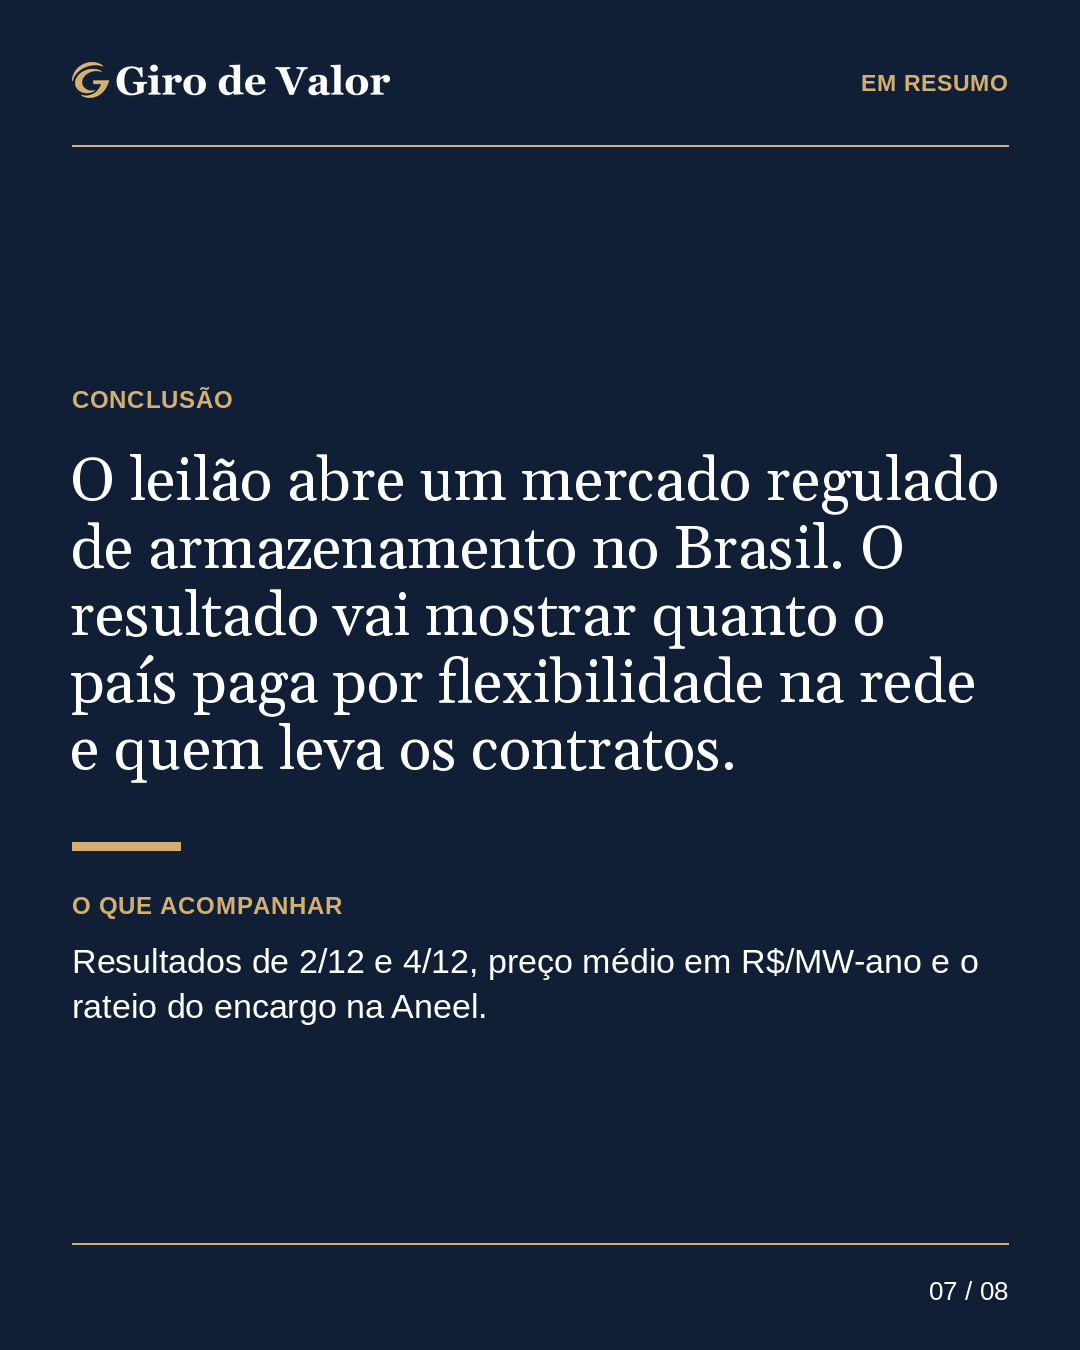 Giro de Valor
EM RESUMO
CONCLUSÃO
O leilão abre um mercado regulado
de armazenamento no Brasil. O
resultado vai mostrar quanto o
país paga por flexibilidade na rede
e quem leva os contratos.
O QUE ACOMPANHAR
Resultados de 2/12 e 4/12, preço médio em R$/MW-ano e o
rateio do encargo na Aneel.
07 / 08